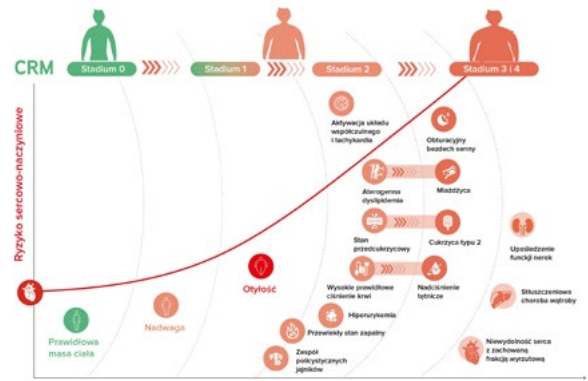 CRM
Stadium 0
Stadium 1
Stadium 2
Stadium 3 i 4
Ryzyko sercowo-naczyniowe
Aktywacja układu
współczulnego
i tachykardia
Obturacyjny
bezdech senny
Aterogenna
dyslipidemia
Miażdżyca
Stan
przedcukrzycowy
Cukrzyca typu 2
Upośledzenie
funckji nerek
Otyłość
Wysokie prawidłowe
ciśnienie krwi
Nadciśnienie
tętnicze
Nadwaga
Hiperurykemia
Stłuszczeniowa
choroba wątroby
Prawidłowa
masa ciała
Przewlekły stan zapalny
Zespół
policystycznych
jajników
Niewydolność serca
z zachowaną
frakcją wyrzutową